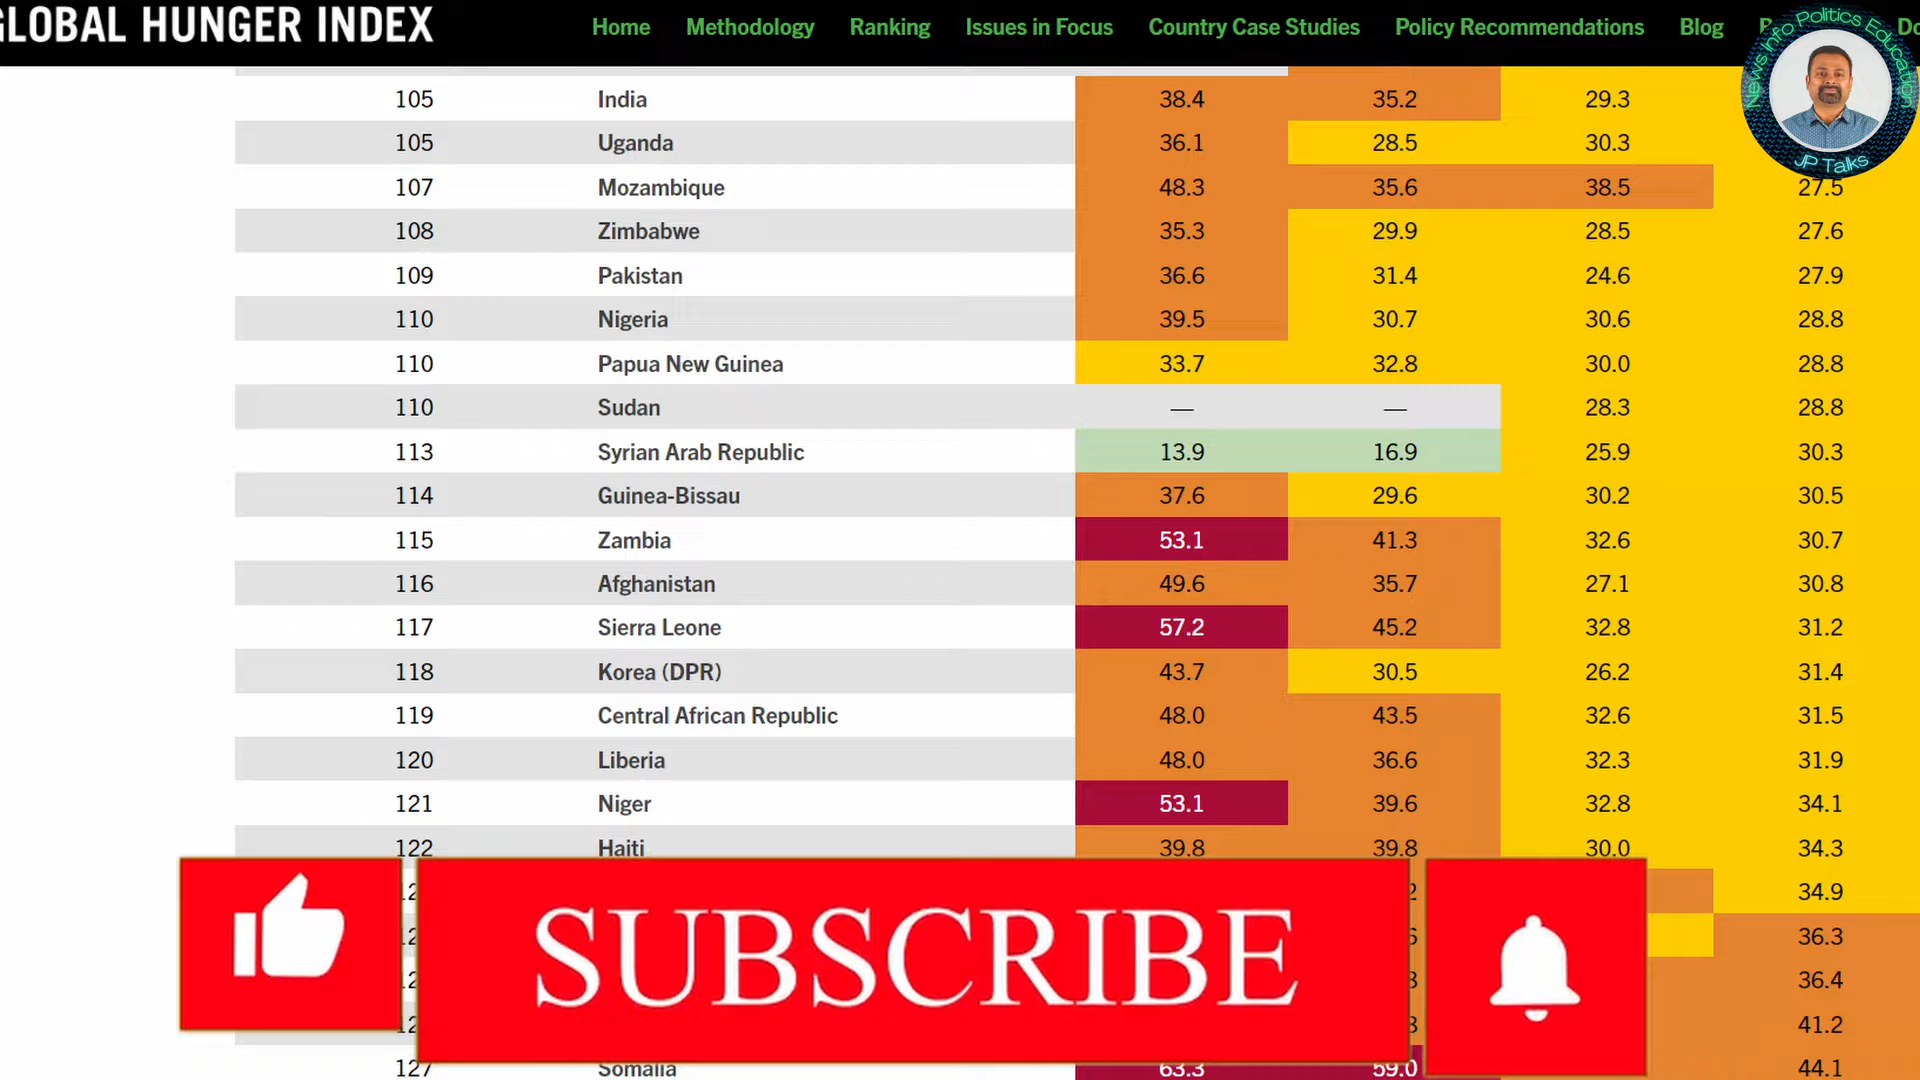 GLOBAL HUNGER INDEX
Home Methodology Ranking Issues in Focus Country Case Studies Policy Recommendations Blog
News Info Politics Education
JP Talks
105 India 38.4 35.2 29.3
105 Uganda 36.1 28.5 30.3
107 Mozambique 48.3 35.6 38.5 27.5
108 Zimbabwe 35.3 29.9 28.5 27.6
109 Pakistan 36.6 31.4 24.6 27.9
110 Nigeria 39.5 30.7 30.6 28.8
110 Papua New Guinea 33.7 32.8 30.0 28.8
110 Sudan — — 28.3 28.8
113 Syrian Arab Republic 13.9 16.9 25.9 30.3
114 Guinea-Bissau 37.6 29.6 30.2 30.5
115 Zambia 53.1 41.3 32.6 30.7
116 Afghanistan 49.6 35.7 27.1 30.8
117 Sierra Leone 57.2 45.2 32.8 31.2
118 Korea (DPR) 43.7 30.5 26.2 31.4
119 Central African Republic 48.0 43.5 32.6 31.5
120 Liberia 48.0 36.6 32.3 31.9
121 Niger 53.1 39.6 32.8 34.1
122 Haiti 39.8 39.8 30.0 34.3
34.9
36.3
36.4
41.2
127 Somalia 63.3 59.0 44.1
SUBSCRIBE